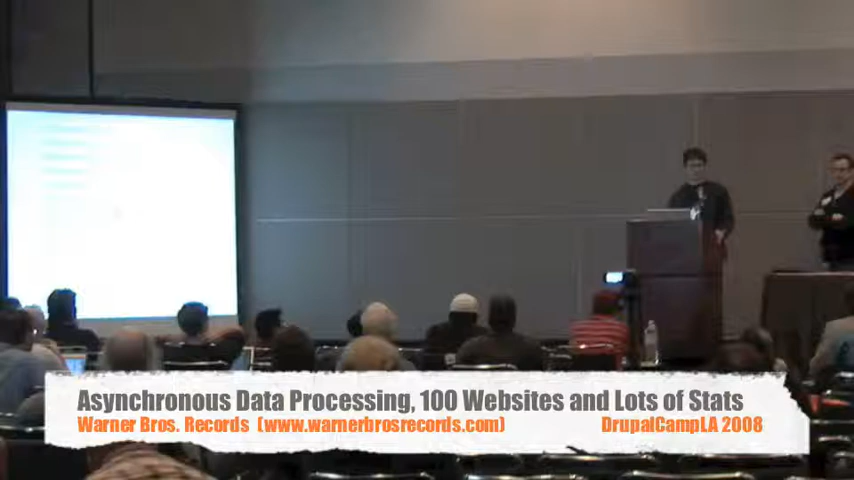 Asynchronous Data Processing, 100 Websites and Lots of Stats
Warner Bros. Records (www.warnerbrosrecords.com) DrupalCampLA 2008